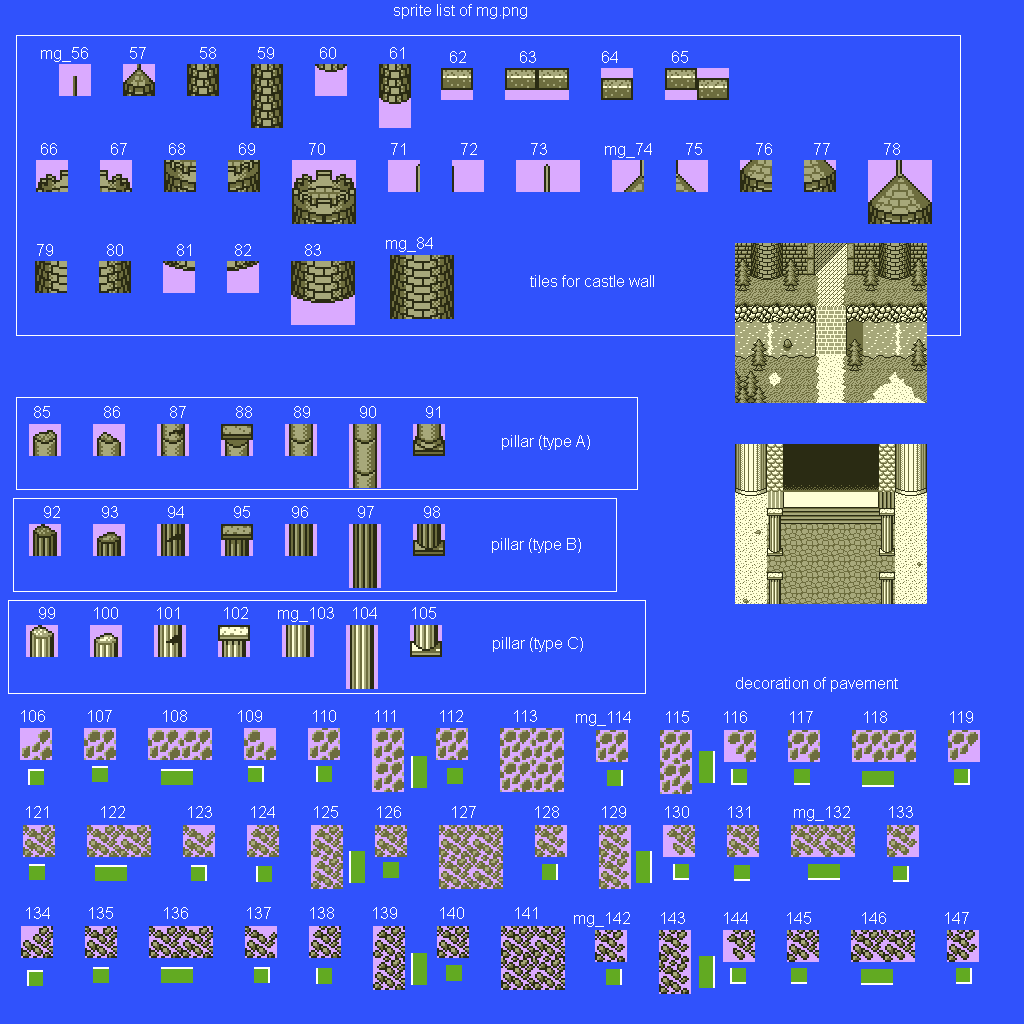 sprite list of mg.png
mg_56 57 58 59 60 61 62 63 64 65
66 67 68 69 70 71 72 73 mg_74 75 76 77 78
79 80 81 82 83 mg_84
tiles for castle wall
85 86 87 88 89 90 91
pillar (type A)
92 93 94 95 96 97 98
pillar (type B)
99 100 101 102 mg_103 104 105
pillar (type C)
decoration of pavement
106 107 108 109 110 111 112 113 mg_114 115 116 117 118 119
121 122 123 124 125 126 127 128 129 130 131 mg_132 133
134 135 136 137 138 139 140 141 mg_142 143 144 145 146 147